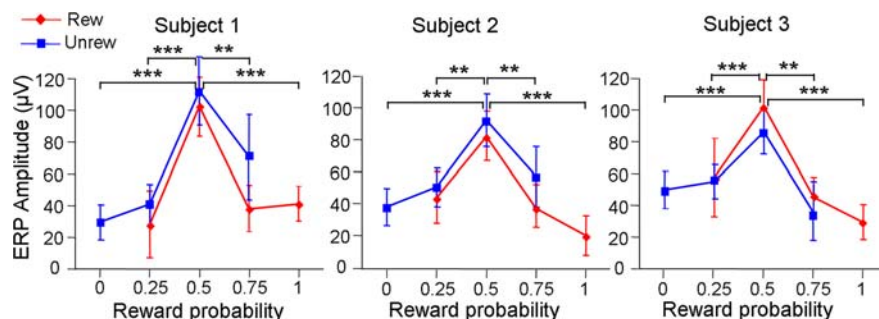 Rew
Unrew
Subject 1
Subject 2
Subject 3
*** **
*** ***
** **
*** ***
*** **
*** ***
ERP Amplitude (µV)
120
100
80
60
40
20
0
120
100
80
60
40
20
0
120
100
80
60
40
20
0
0 0.25 0.5 0.75 1
0 0.25 0.5 0.75 1
0 0.25 0.5 0.75 1
Reward probability
Reward probability
Reward probability